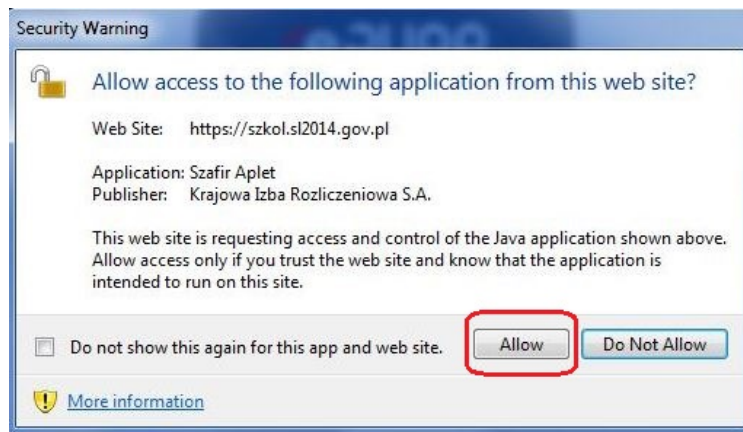 Security Warning
Allow access to the following application from this web site?
Web Site: https://szkol.sl2014.gov.pl
Application: Szafir Aplet
Publisher: Krajowa Izba Rozliczeniowa S.A.
This web site is requesting access and control of the Java application shown above.
Allow access only if you trust the web site and know that the application is
intended to run on this site.
Do not show this again for this app and web site.
Allow
Do Not Allow
More information